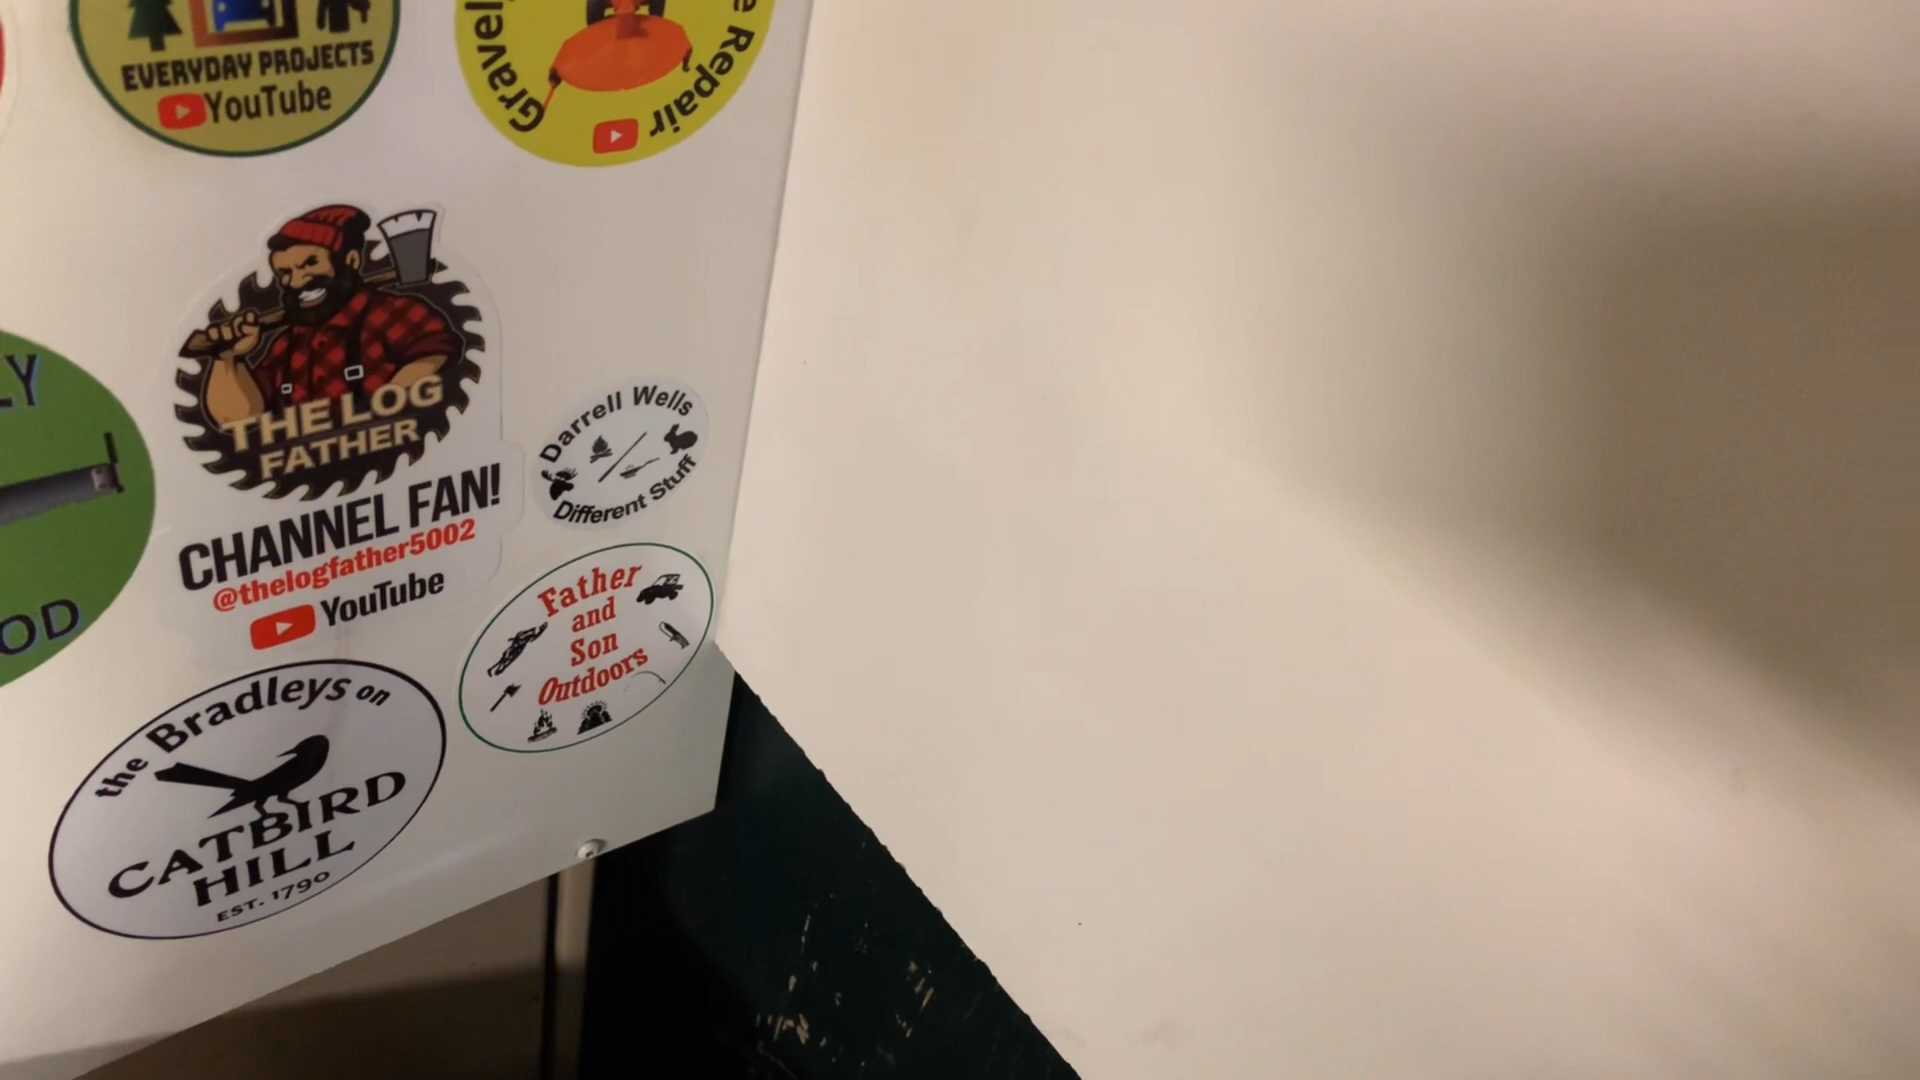 EVERYDAY PROJECTS
YouTube
Gravel
Repair
THE LOG
FATHER
CHANNEL FAN!
@thelogfather5002
YouTube
Darrell Wells
Different Stuff
Father
and
Son
Outdoors
the Bradleys on
CATBIRD
HILL
EST. 1790